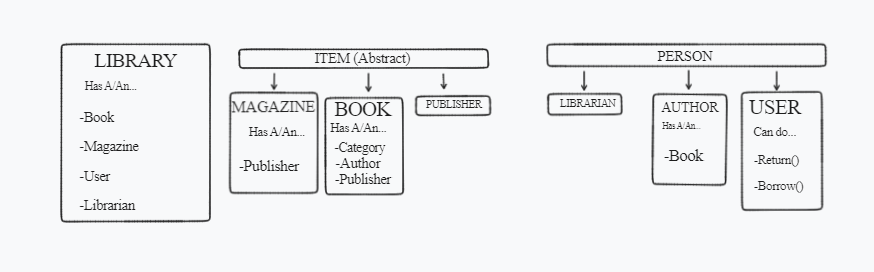 LIBRARY
Has A/An...
-Book
-Magazine
-User
-Librarian
ITEM (Abstract)
MAGAZINE
Has A/An...
-Publisher
BOOK
Has A/An...
-Category
-Author
-Publisher
PUBLISHER
PERSON
LIBRARIAN
AUTHOR
Has A/An...
-Book
USER
Can do...
-Return()
-Borrow()